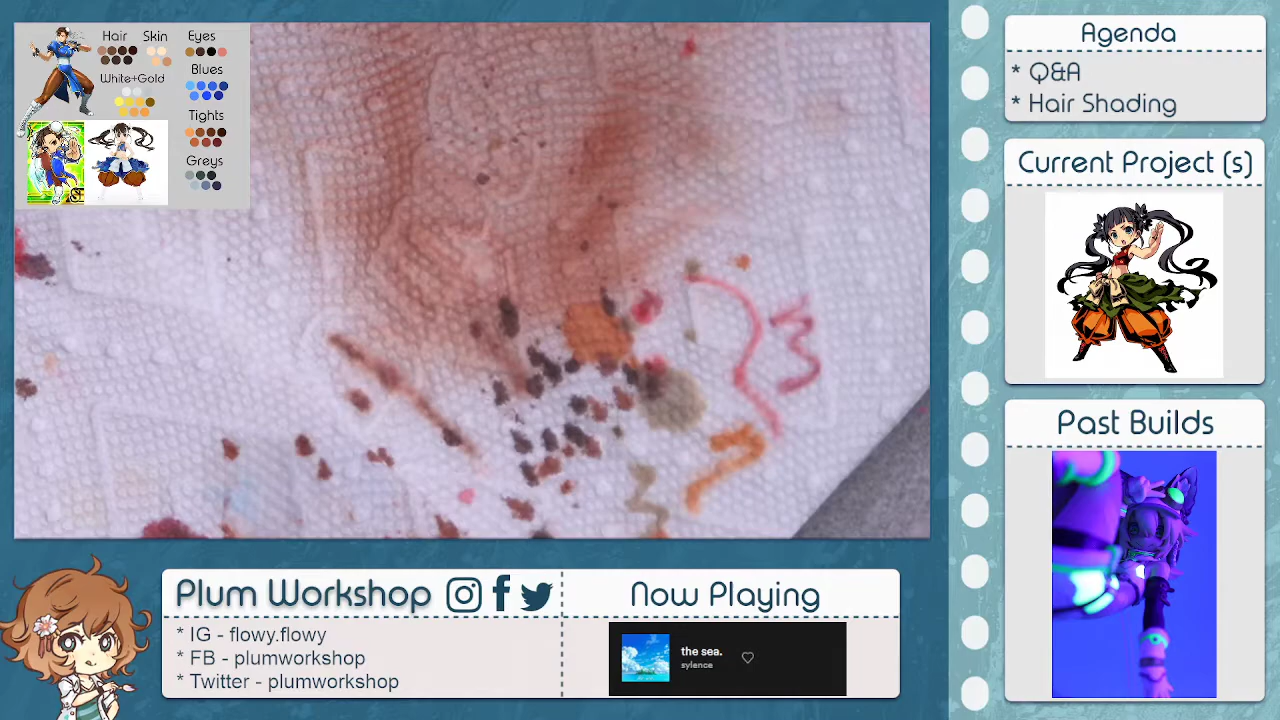 Hair Skin Eyes
White+Gold
Blues
Tights
Greys
Agenda
* Q&A
* Hair Shading
Current Project (s)
Past Builds
Plum Workshop
* IG - flowy.flowy
* FB - plumworkshop
* Twitter - plumworkshop
Now Playing
the sea.
sylence